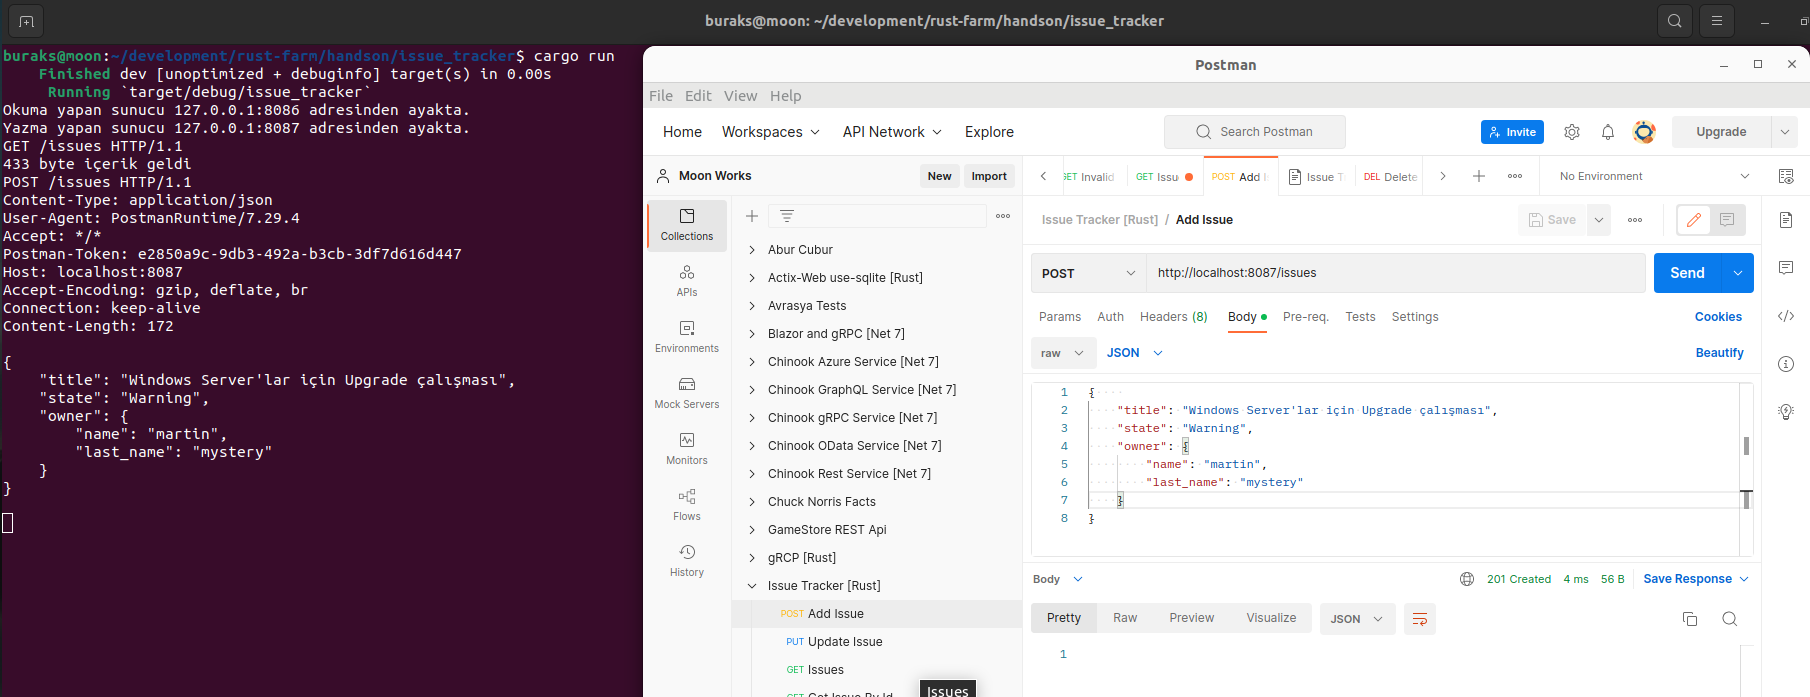 buraks@moon: ~/development/rust-farm/handson/issue_tracker
buraks@moon:~/development/rust-farm/handson/issue_tracker$ cargo run
    Finished dev [unoptimized + debuginfo] target(s) in 0.00s
     Running `target/debug/issue_tracker`
Okuma yapan sunucu 127.0.0.1:8086 adresinden ayakta.
Yazma yapan sunucu 127.0.0.1:8087 adresinden ayakta.
GET /issues HTTP/1.1
433 byte içerik geldi
POST /issues HTTP/1.1
Content-Type: application/json
User-Agent: PostmanRuntime/7.29.4
Accept: */*
Postman-Token: e2850a9c-9db3-492a-b3cb-3df7d616d447
Host: localhost:8087
Accept-Encoding: gzip, deflate, br
Connection: keep-alive
Content-Length: 172
{
    "title": "Windows Server'lar için Upgrade çalışması",
    "state": "Warning",
    "owner": {
        "name": "martin",
        "last_name": "mystery"
    }
}
Postman
File Edit View Help
Home Workspaces API Network Explore Search Postman Invite Upgrade
Moon Works New Import
GET Invalid GET Issu POST Add I Issue T DEL Delete No Environment
Collections
APIs
Environments
Mock Servers
Monitors
Flows
History
Abur Cubur
Actix-Web use-sqlite [Rust]
Avrasya Tests
Blazor and gRPC [Net 7]
Chinook Azure Service [Net 7]
Chinook GraphQL Service [Net 7]
Chinook gRPC Service [Net 7]
Chinook OData Service [Net 7]
Chinook Rest Service [Net 7]
Chuck Norris Facts
GameStore REST Api
gRCP [Rust]
Issue Tracker [Rust]
POST Add Issue
PUT Update Issue
GET Issues
GET Get Issue By Id
Issues
Issue Tracker [Rust] / Add Issue Save
POST http://localhost:8087/issues Send
Params Auth Headers (8) Body Pre-req. Tests Settings Cookies
raw JSON Beautify
1 {
2 "title": "Windows Server'lar için Upgrade çalışması",
3 "state": "Warning",
4 "owner": {
5 "name": "martin",
6 "last_name": "mystery"
7 }
8 }
Body 201 Created 4 ms 56 B Save Response
Pretty Raw Preview Visualize JSON
1